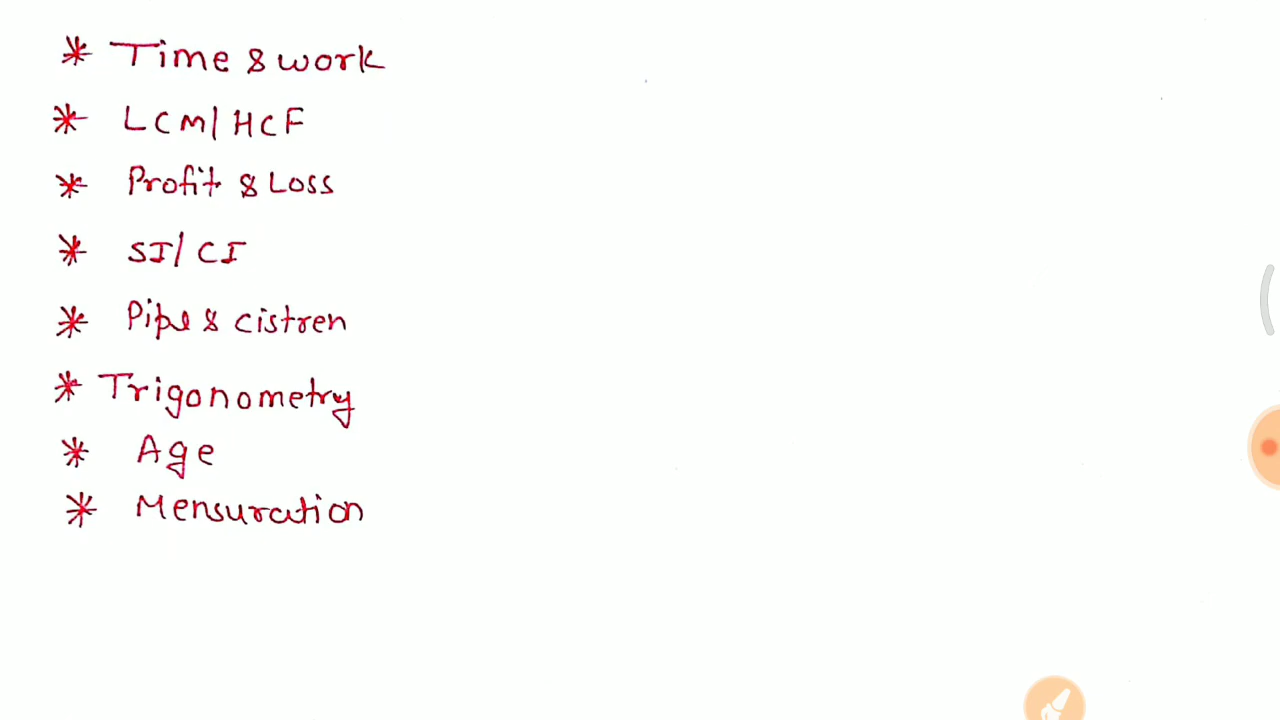 * Time & work
* LCM/HCF
* Profit & Loss
* SI/CI
* Pipe & cistren
* Trigonometry
* Age
* Mensuration